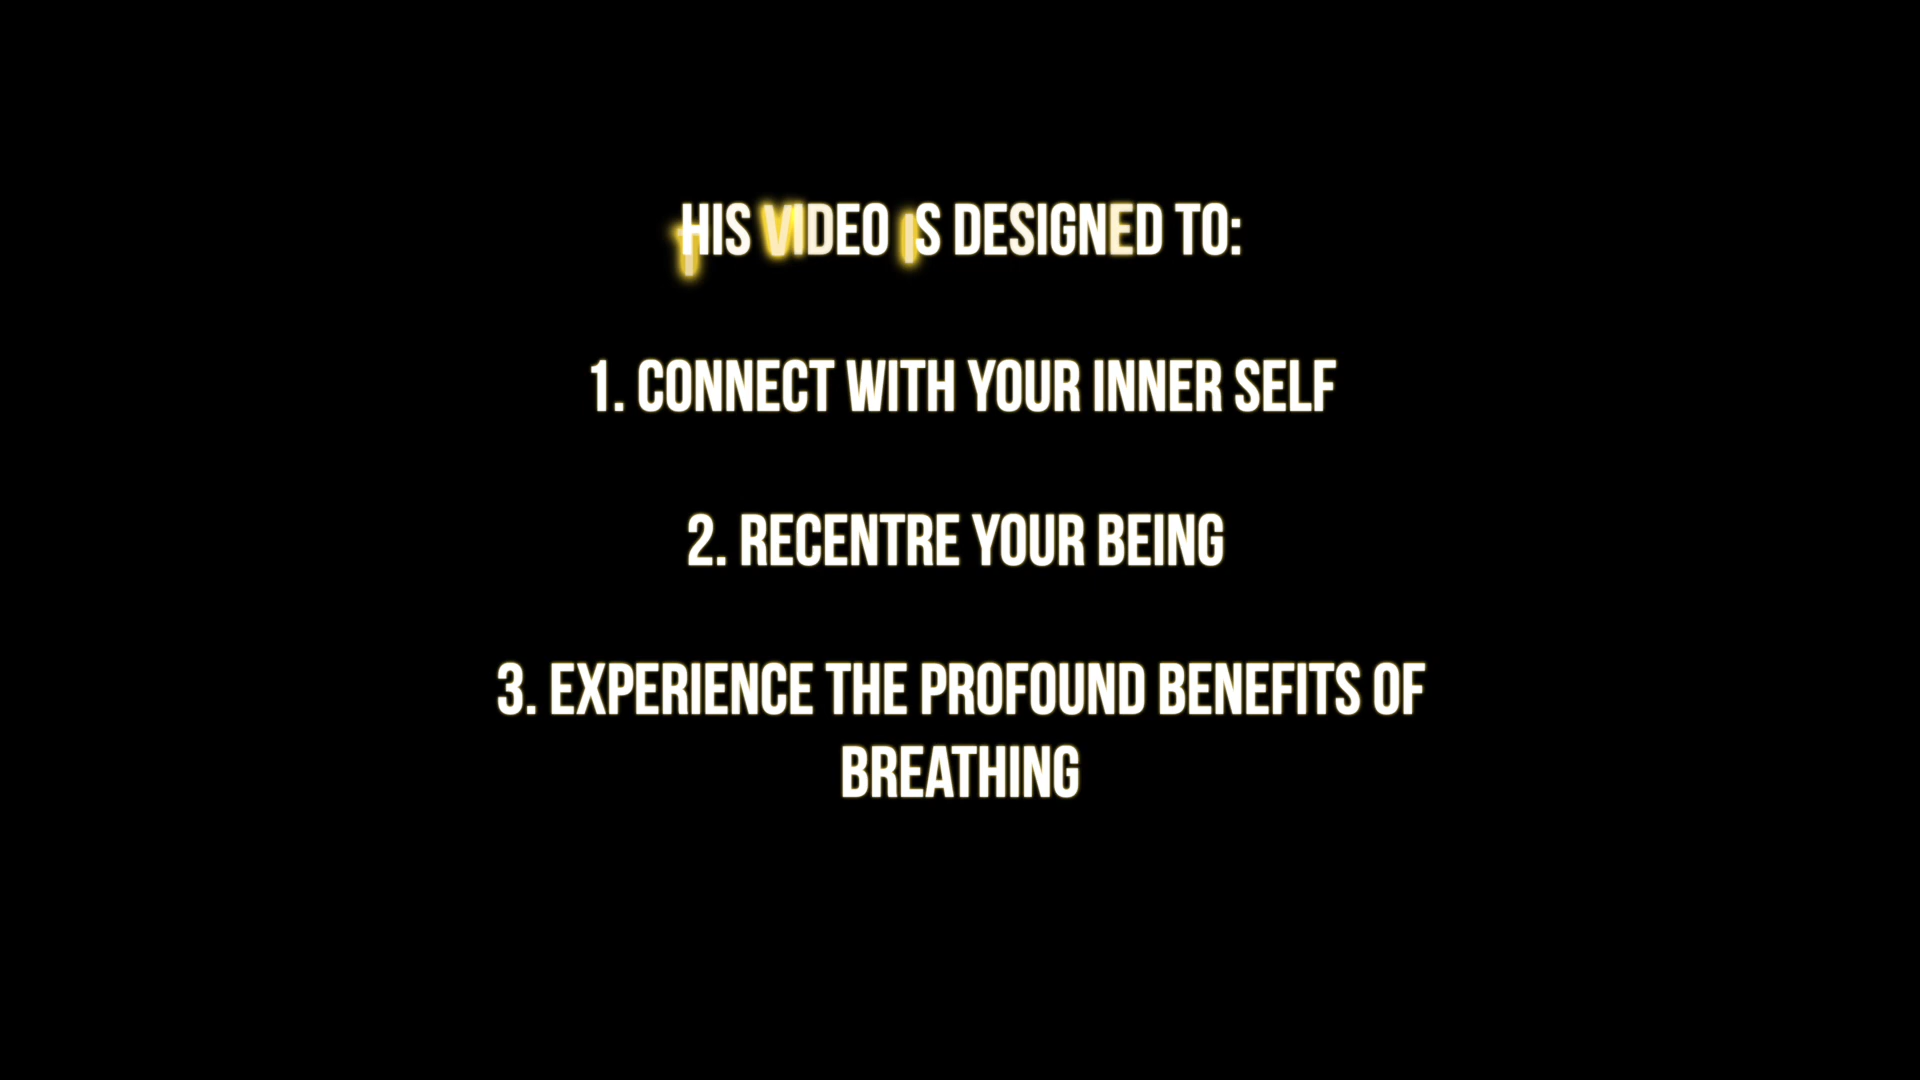 THIS VIDEO IS DESIGNED TO:
1. CONNECT WITH YOUR INNER SELF
2. RECENTRE YOUR BEING
3. EXPERIENCE THE PROFOUND BENEFITS OF
BREATHING